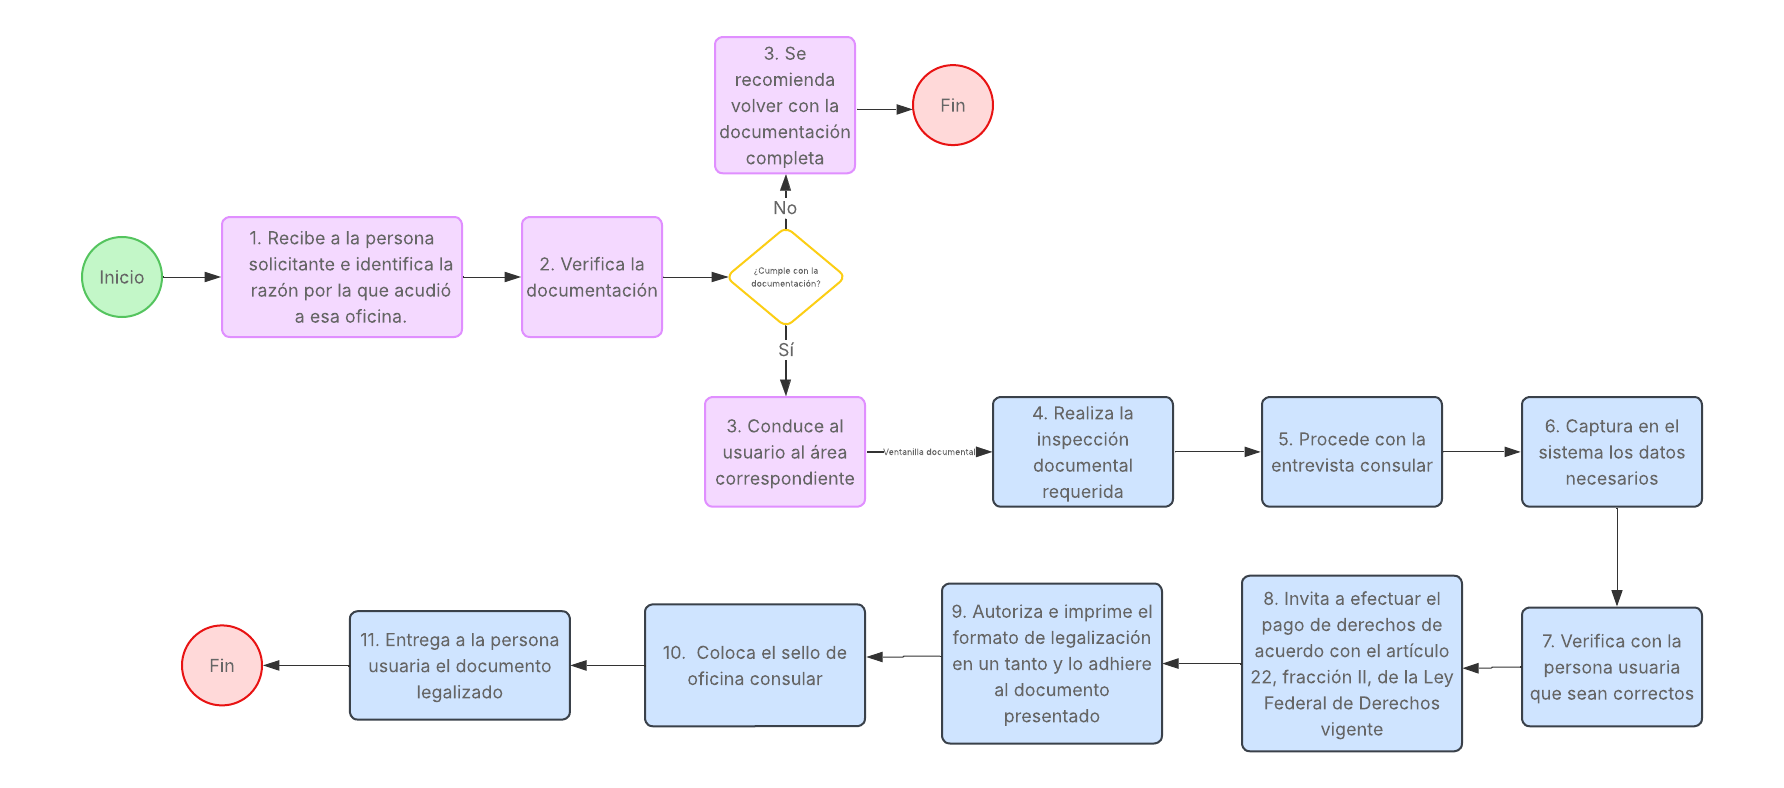 3. Se
recomienda
volver con la
documentación
completa
Fin
No
Inicio
1. Recibe a la persona
solicitante e identifica la
razón por la que acudió
a esa oficina.
2. Verifica la
documentación
¿Cumple con la
documentación?
Sí
3. Conduce al
usuario al área
correspondiente
Ventanilla documental
4. Realiza la
inspección
documental
requerida
5. Procede con la
entrevista consular
6. Captura en el
sistema los datos
necesarios
7. Verifica con la
persona usuaria
que sean correctos
8. Invita a efectuar el
pago de derechos de
acuerdo con el artículo
22, fracción II, de la Ley
Federal de Derechos
vigente
9. Autoriza e imprime el
formato de legalización
en un tanto y lo adhiere
al documento
presentado
10.  Coloca el sello de
oficina consular
11. Entrega a la persona
usuaria el documento
legalizado
Fin